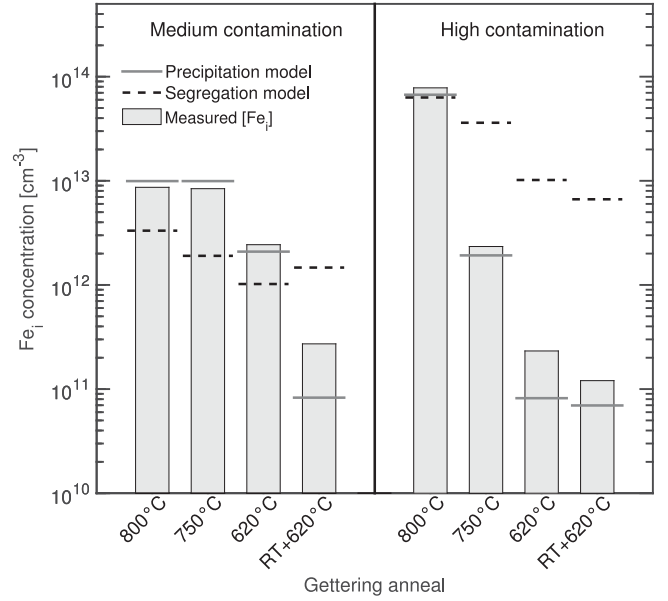 Medium contamination
High contamination
Precipitation model
Segregation model
Measured [Fe_i]
10^14
10^13
10^12
10^11
10^10
Fe_i concentration [cm^-3]
800°C
750°C
620°C
RT+620°C
800°C
750°C
620°C
RT+620°C
Gettering anneal